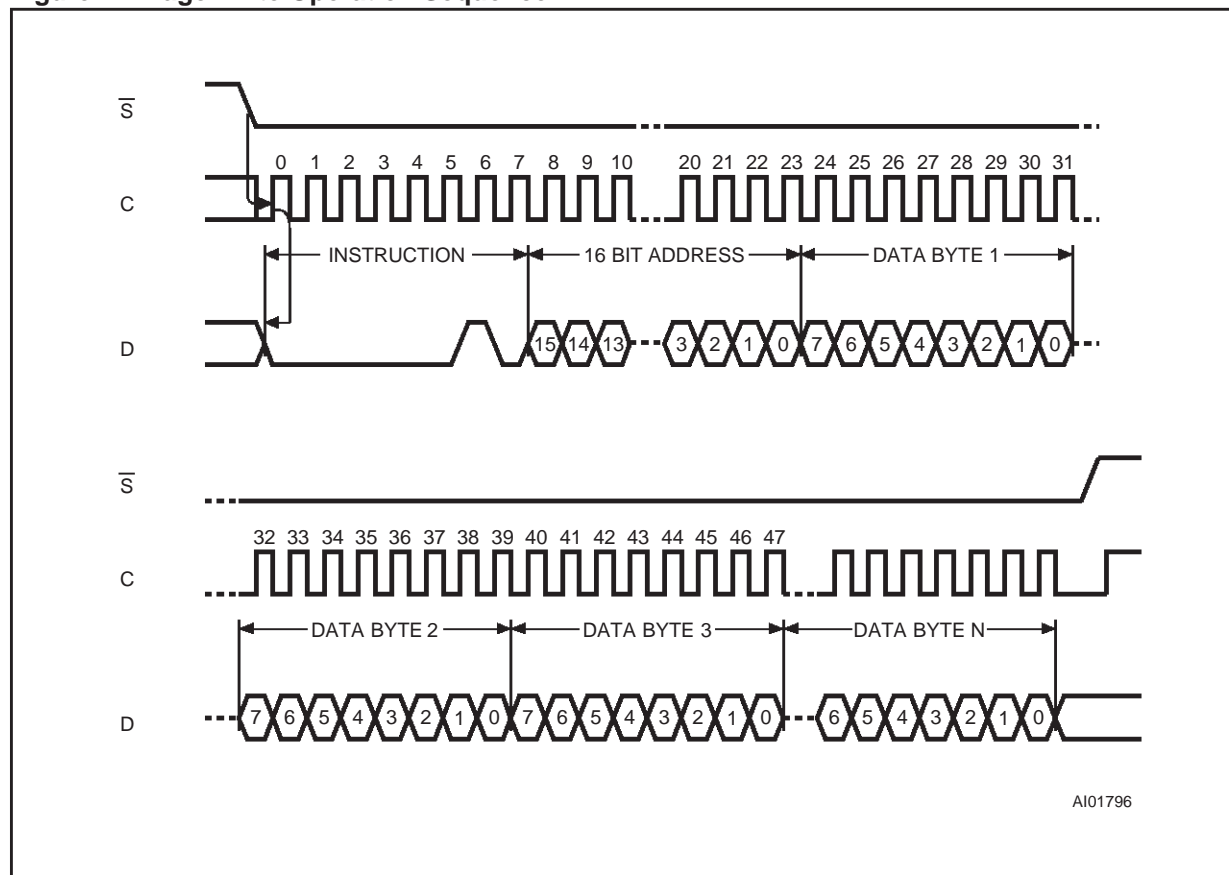 S
0 1 2 3 4 5 6 7 8 9 10 20 21 22 23 24 25 26 27 28 29 30 31
C
INSTRUCTION 16 BIT ADDRESS DATA BYTE 1
D 15 14 13 3 2 1 0 7 6 5 4 3 2 1 0
S
32 33 34 35 36 37 38 39 40 41 42 43 44 45 46 47
C
DATA BYTE 2 DATA BYTE 3 DATA BYTE N
D 7 6 5 4 3 2 1 0 7 6 5 4 3 2 1 0 6 5 4 3 2 1 0
AI01796